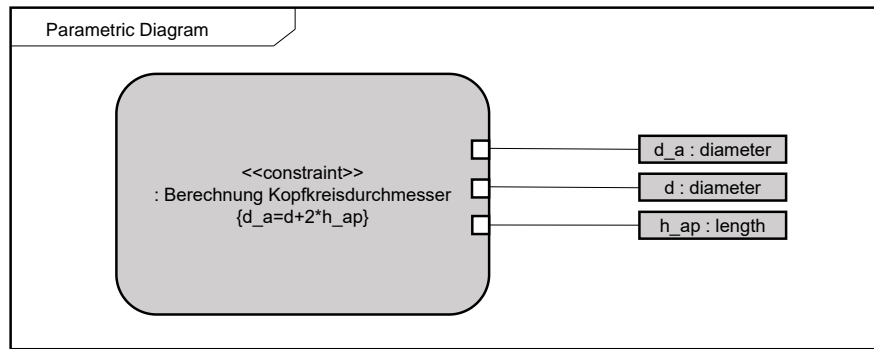 Parametric Diagram
<<constraint>>
: Berechnung Kopfkreisdurchmesser
{d_a=d+2*h_ap}
d_a : diameter
d : diameter
h_ap : length